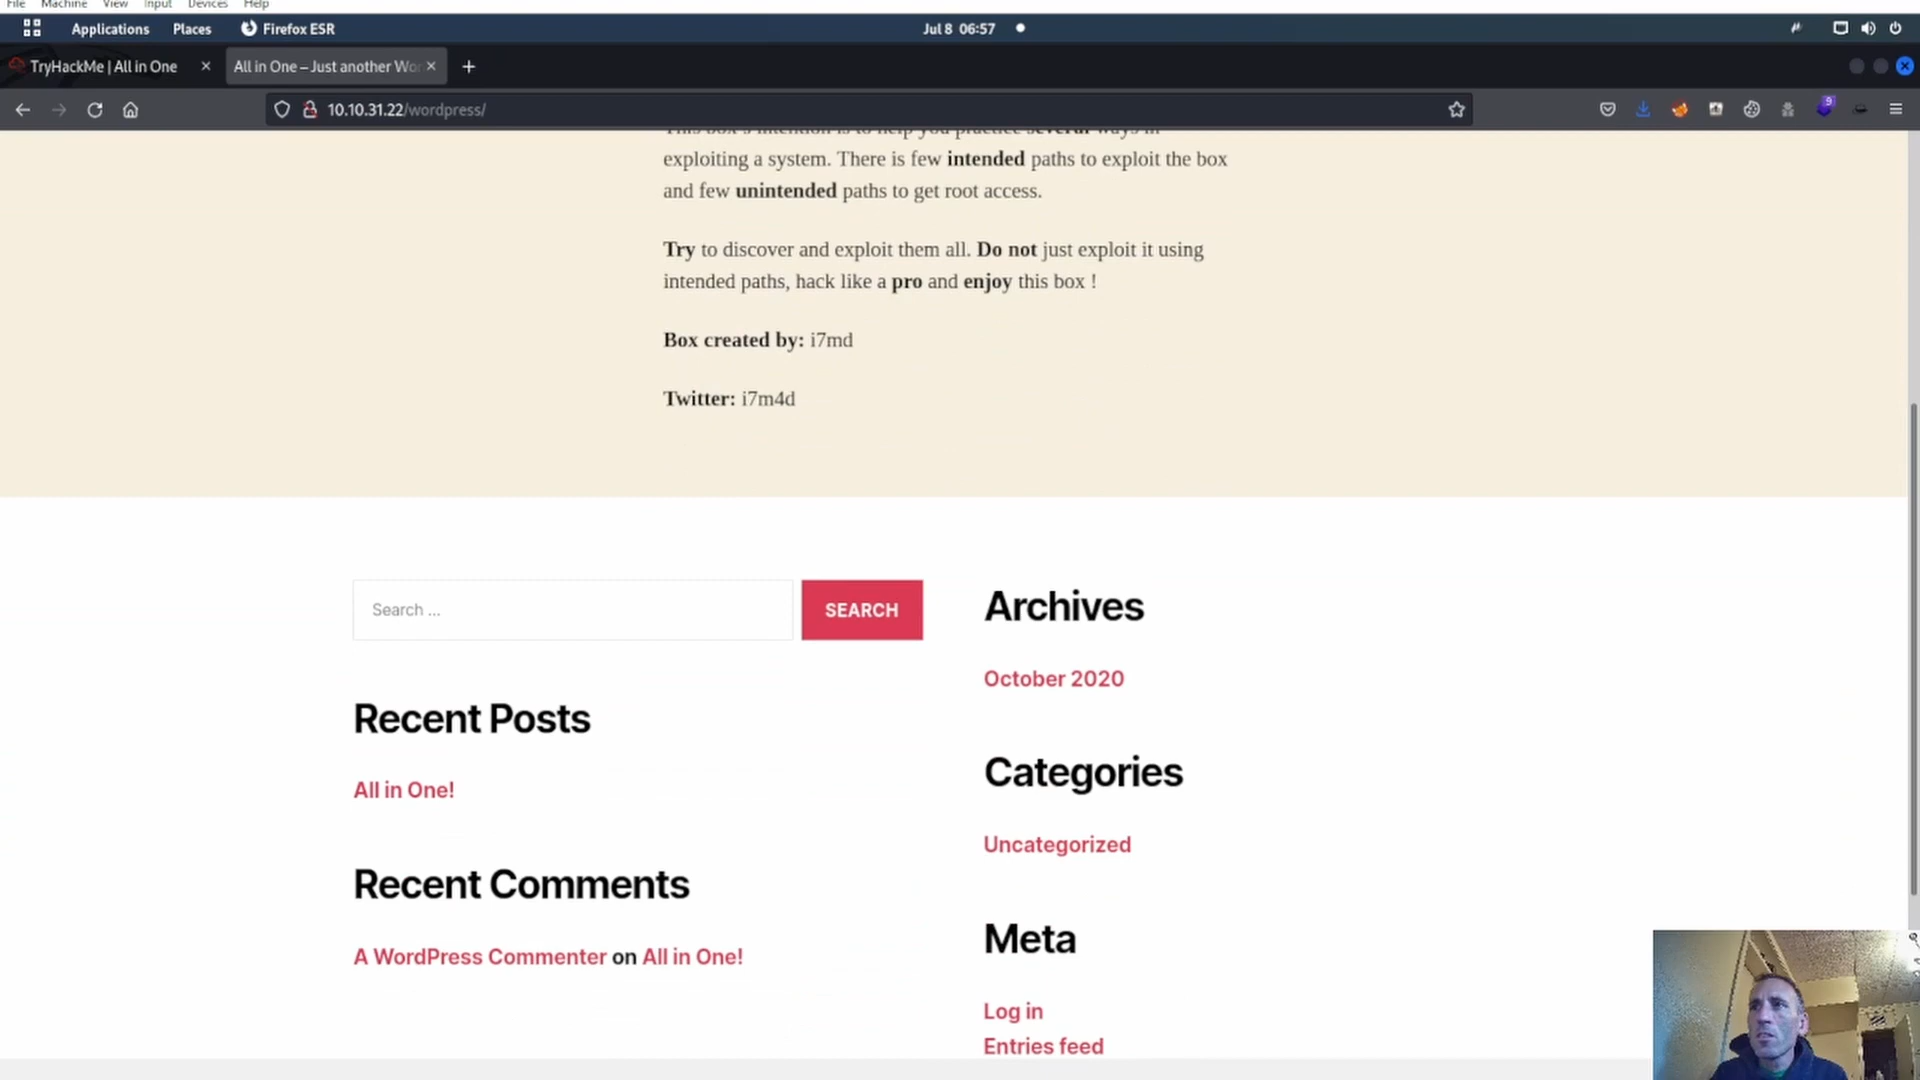 File Machine View Input Devices Help
Applications Places Firefox ESR Jul 8 06:57
TryHackMe | All in One All in One – Just another Wo
10.10.31.22/wordpress/
9
This box's intention is to help you practice several ways in
exploiting a system. There is few intended paths to exploit the box
and few unintended paths to get root access.
Try to discover and exploit them all. Do not just exploit it using
intended paths, hack like a pro and enjoy this box !
Box created by: i7md
Twitter: i7m4d
Search ...
SEARCH
Recent Posts
All in One!
Recent Comments
A WordPress Commenter on All in One!
Archives
October 2020
Categories
Uncategorized
Meta
Log in
Entries feed